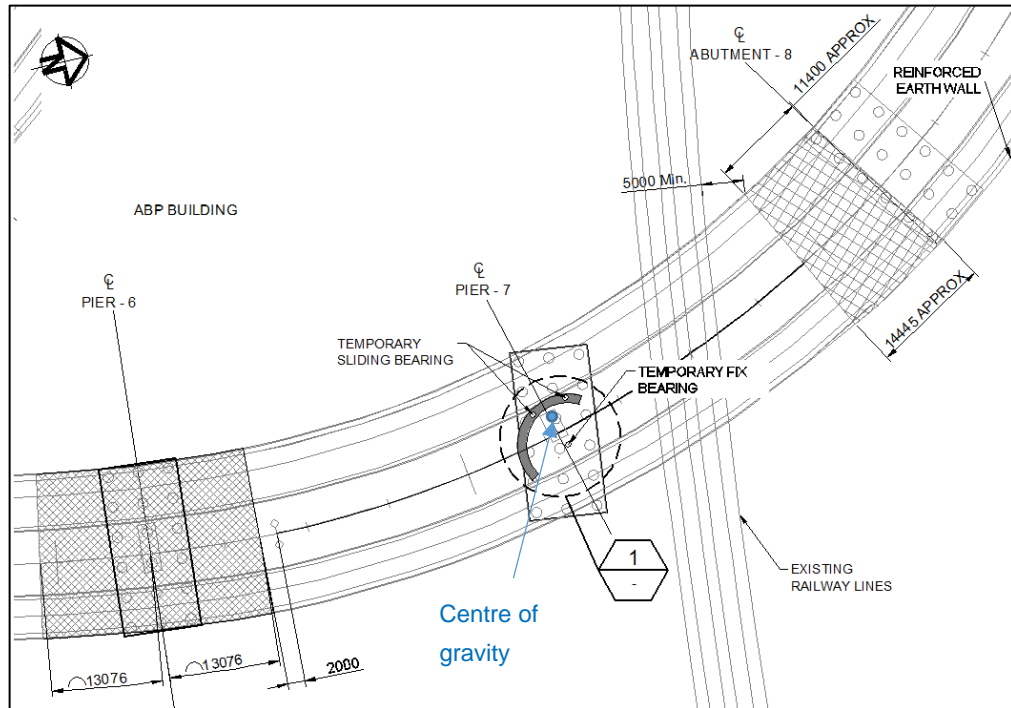 N
℄
ABUTMENT - 8
11400 APPROX
REINFORCED
EARTH WALL
5000 Min.
ABP BUILDING
℄
PIER - 6
℄
PIER - 7
14445 APPROX
TEMPORARY
SLIDING BEARING
TEMPORARY FIX
BEARING
1
-
EXISTING
RAILWAY LINES
Centre of
gravity
13076
13076
2000